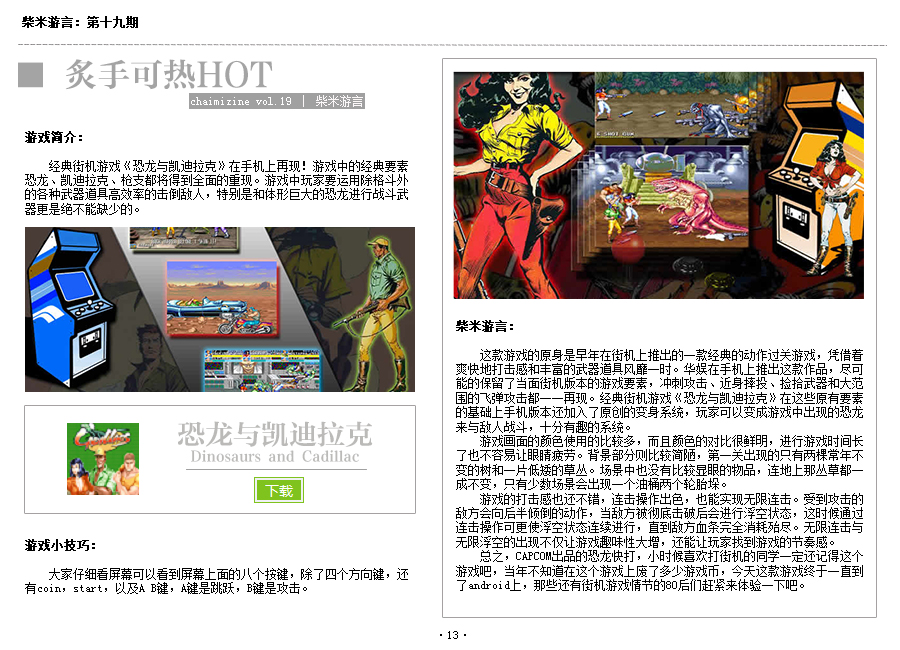 柴米游言：第十九期
炙手可热HOT
chaimizine vol.19 | 柴米游言
游戏简介：
经典街机游戏《恐龙与凯迪拉克》在手机上再现！游戏中的经典要素
恐龙、凯迪拉克、枪支都将得到全面的重现。游戏中玩家要运用除格斗外
的各种武器道具高效率的击倒敌人，特别是和体形巨大的恐龙进行战斗武
器更是绝不能缺少的。
恐龙与凯迪拉克
Dinosaurs and Cadillac
下载
游戏小技巧：
大家仔细看屏幕可以看到屏幕上面的八个按键，除了四个方向键，还
有coin，start，以及A B键，A键是跳跃，B键是攻击。
柴米游言：
这款游戏的原身是早年在街机上推出的一款经典的动作过关游戏，凭借着
爽快地打击感和丰富的武器道具风靡一时。华娱在手机上推出这款作品，尽可
能的保留了当面街机版本的游戏要素，冲刺攻击、近身摔投、捡拾武器和大范
围的飞弹攻击都一一再现。经典街机游戏《恐龙与凯迪拉克》在这些原有要素
的基础上手机版本还加入了原创的变身系统，玩家可以变成游戏中出现的恐龙
来与敌人战斗，十分有趣的系统。
游戏画面的颜色使用的比较多，而且颜色的对比很鲜明，进行游戏时间长
了也不容易让眼睛疲劳。背景部分则比较简陋，第一关出现的只有两棵常年不
变的树和一片低矮的草丛。场景中也没有比较显眼的物品，连地上那丛草都一
成不变，只有少数场景会出现一个油桶两个轮胎垛。
游戏的打击感也还不错，连击操作出色，也能实现无限连击。受到攻击的
敌方会向后半倾倒的动作，当敌方被彻底击破后会进行浮空状态，这时候通过
连击操作可更使浮空状态连续进行，直到敌方血条完全消耗殆尽。无限连击与
无限浮空的出现不仅让游戏趣味性大增，还能让玩家找到游戏的节奏感。
总之，CAPCOM出品的恐龙快打，小时候喜欢打街机的同学一定还记得这个
游戏吧，当年不知道在这个游戏上废了多少游戏币，今天这款游戏终于一直到
了android上，那些还有街机游戏情节的80后们赶紧来体验一下吧。
·13·